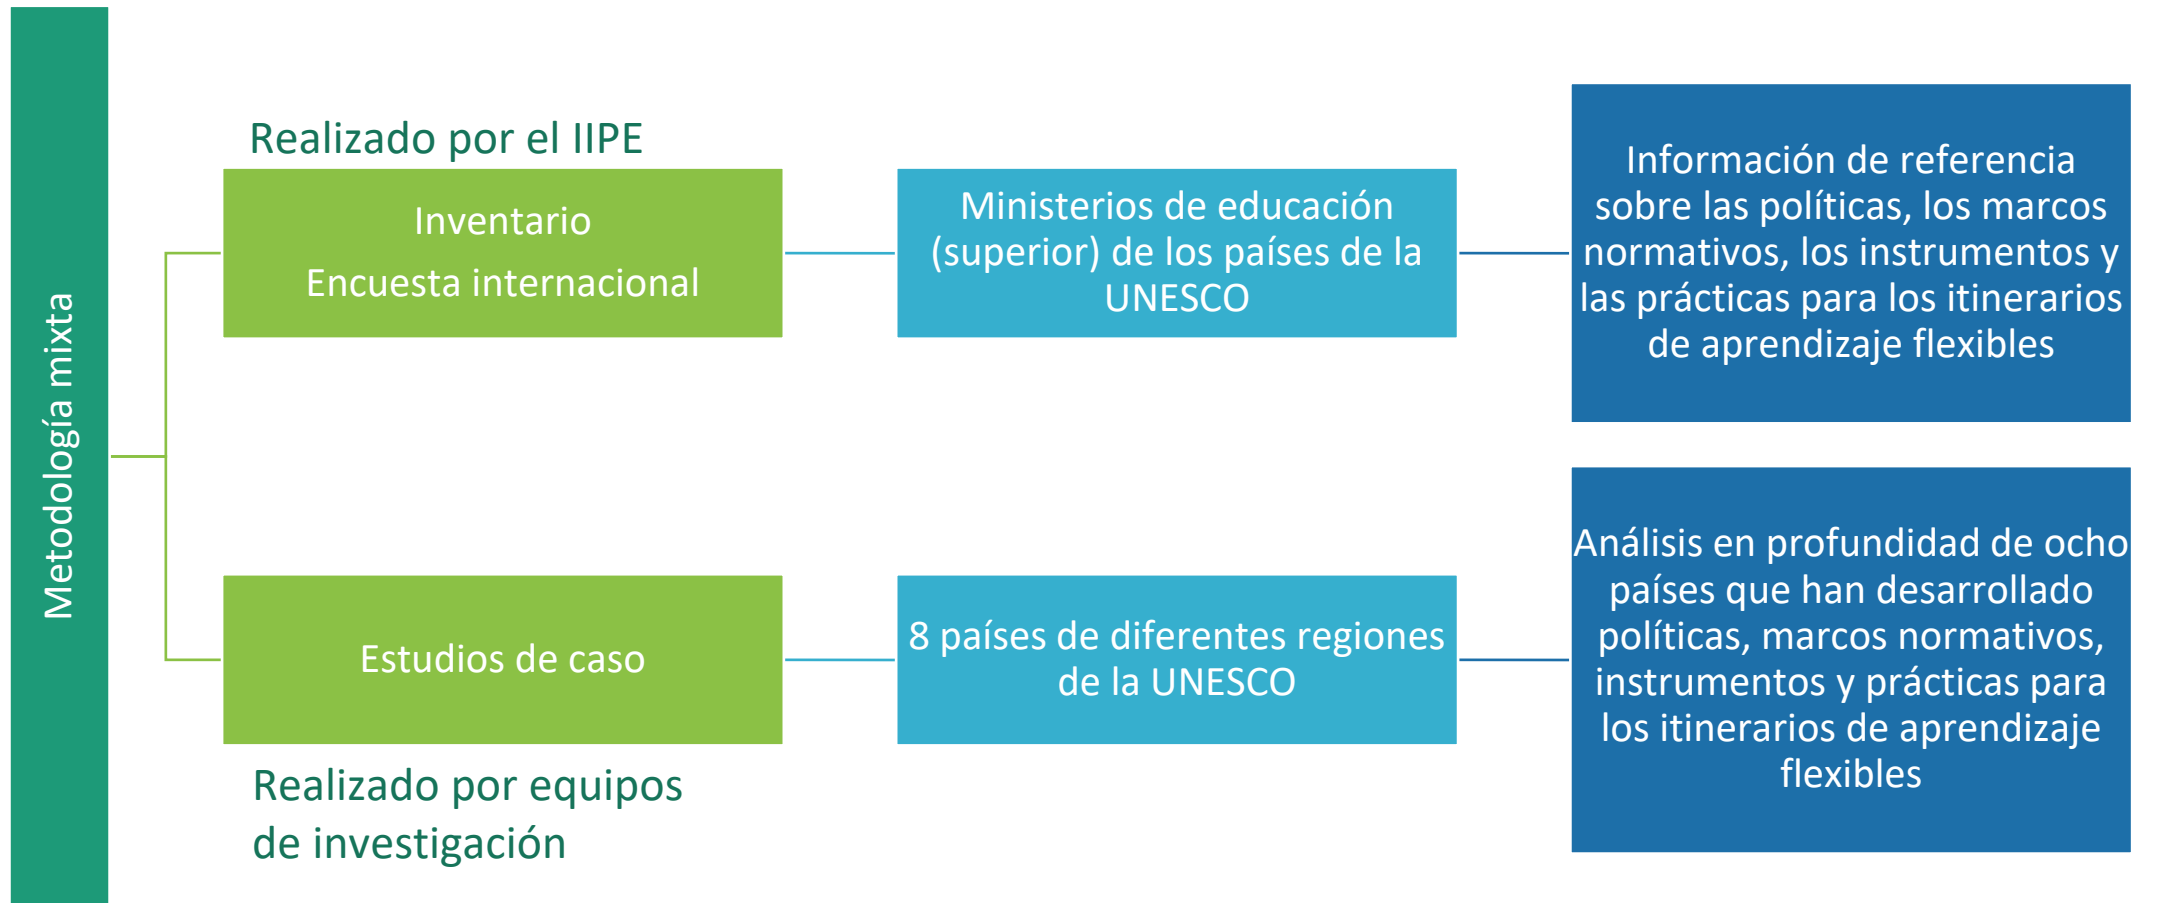 Metodología mixta
Realizado por el IIPE
Inventario
Encuesta internacional
Ministerios de educación
(superior) de los países de la
UNESCO
Información de referencia
sobre las políticas, los marcos
normativos, los instrumentos y
las prácticas para los itinerarios
de aprendizaje flexibles
Estudios de caso
Realizado por equipos
de investigación
8 países de diferentes regiones
de la UNESCO
Análisis en profundidad de ocho
países que han desarrollado
políticas, marcos normativos,
instrumentos y prácticas para
los itinerarios de aprendizaje
flexibles